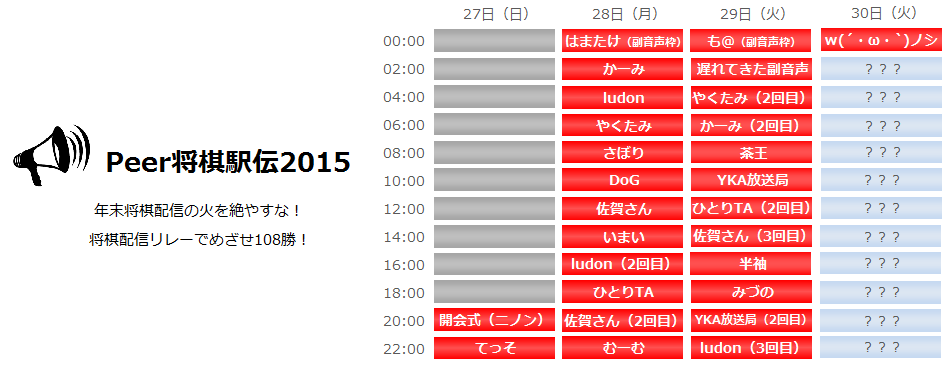 27日（日） 28日（月） 29日（火） 30日（火）
00:00 はまたけ（副音声枠） も@（副音声枠） w(´・ω・`)ノシ
02:00 かーみ 遅れてきた副音声 ？？？
04:00 ludon やくたみ（2回目） ？？？
06:00 やくたみ かーみ（2回目） ？？？
08:00 さぼり 茶王 ？？？
10:00 DoG YKA放送局 ？？？
12:00 佐賀さん ひとりTA（2回目） ？？？
14:00 いまい 佐賀さん（3回目） ？？？
16:00 ludon（2回目） 半袖 ？？？
18:00 ひとりTA みづの ？？？
20:00 開会式（ニノン） 佐賀さん（2回目） YKA放送局（2回目） ？？？
22:00 てっそ むーむ ludon（3回目） ？？？
Peer将棋駅伝2015
年末将棋配信の火を絶やすな！
将棋配信リレーでめざせ108勝！